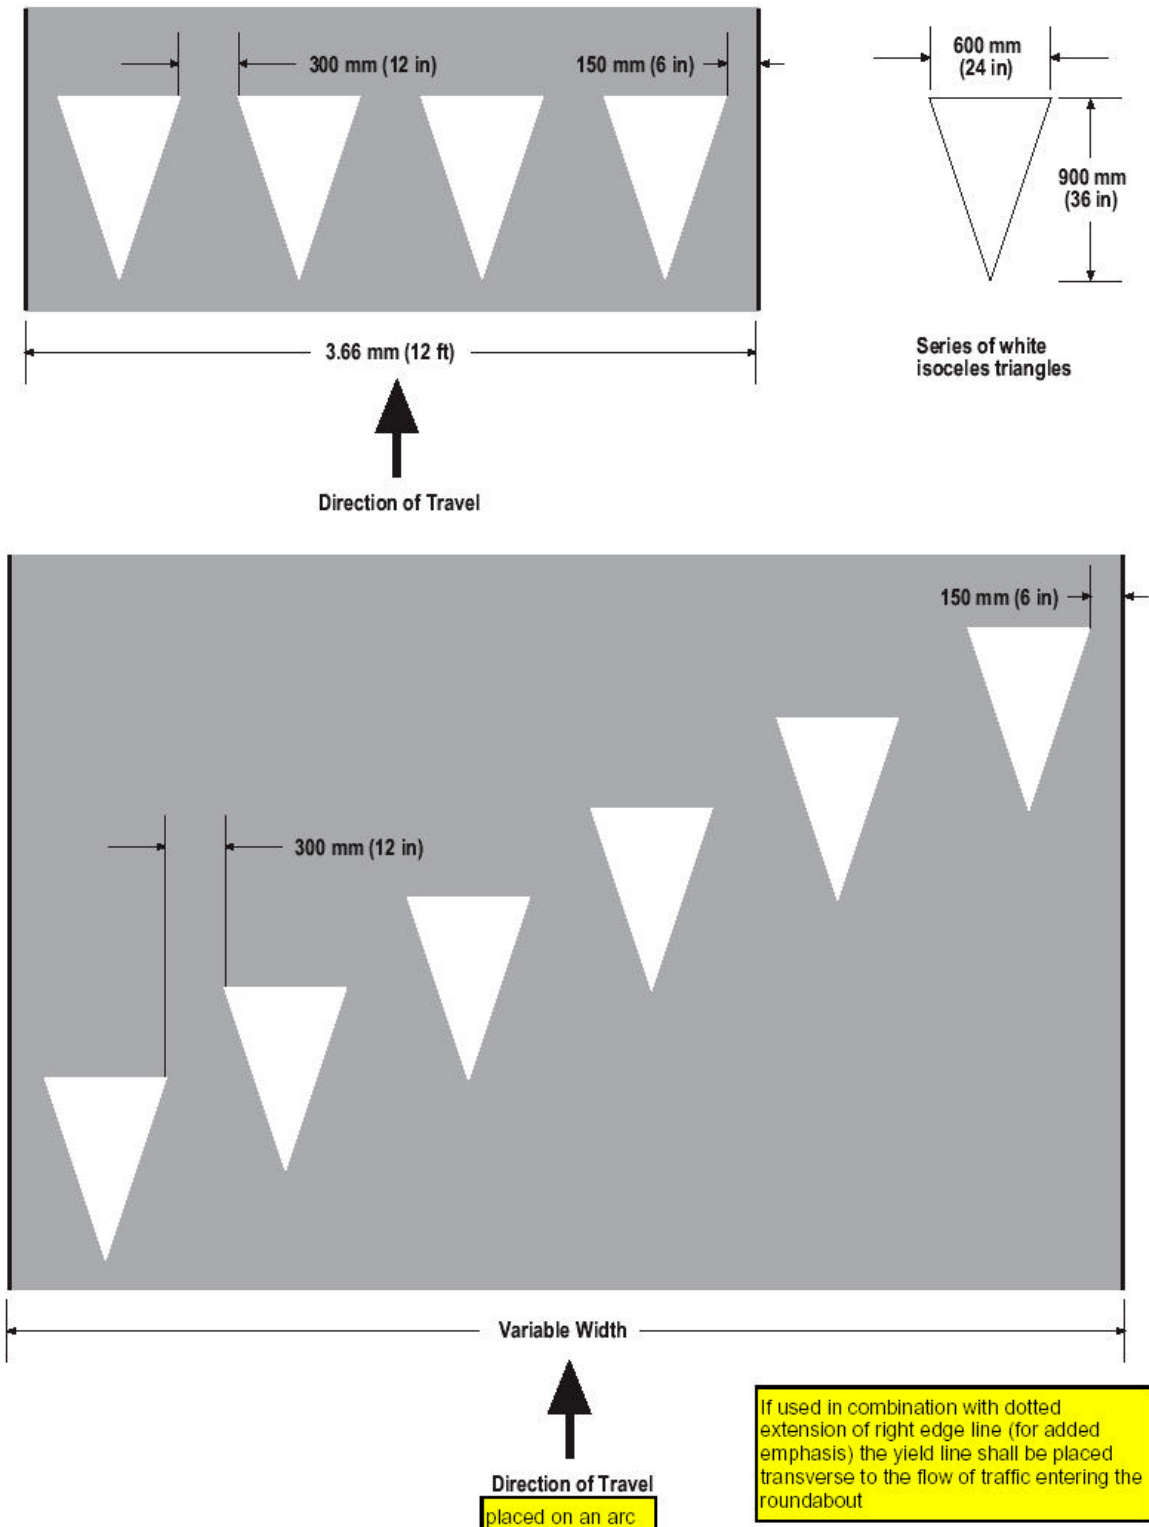 300 mm (12 in)
150 mm (6 in)
600 mm
(24 in)
900 mm
(36 in)
3.66 mm (12 ft)
Series of white
isoceles triangles
Direction of Travel
150 mm (6 in)
300 mm (12 in)
Variable Width
Direction of Travel
placed on an arc
If used in combination with dotted
extension of right edge line (for added
emphasis) the yield line shall be placed
transverse to the flow of traffic entering the
roundabout